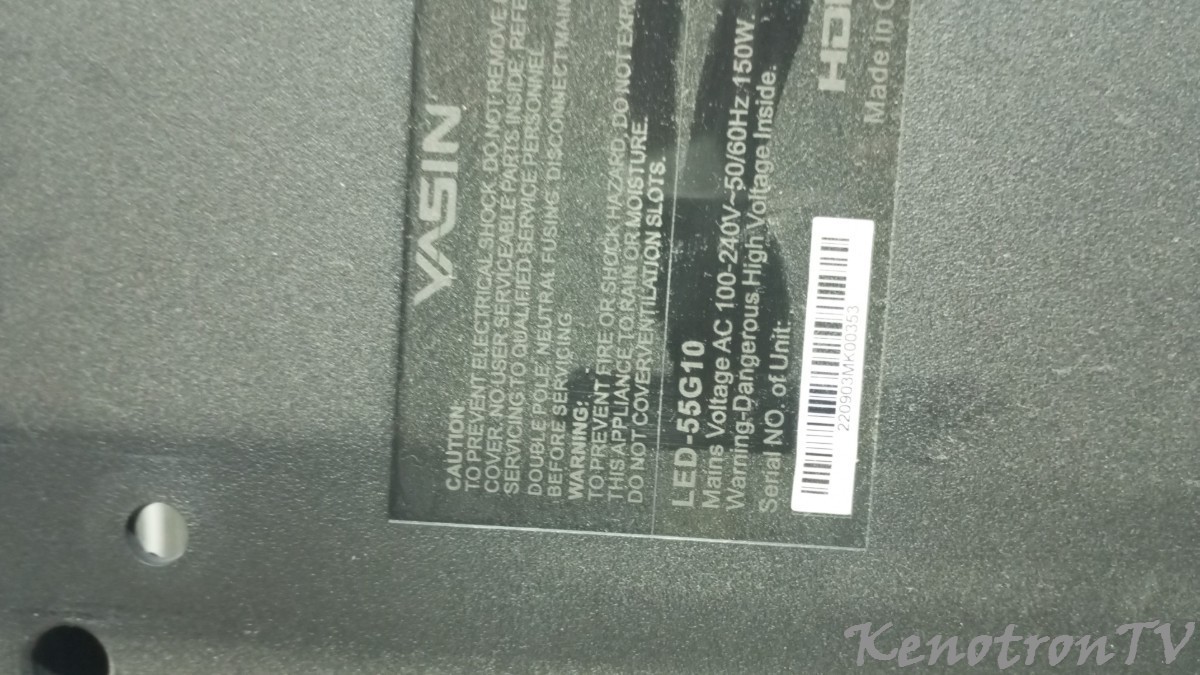 YASIN
CAUTION
TO PREVENT ELECTRICAL SHOCK. DO NOT REMOVE
COVER. NO USER SERVICEABLE PARTS INSIDE. REFER
SERVICING TO QUALIFIED SERVICE PERSONNEL
DOUBLE POLE, NEUTRAL FUSING, DISCONNECT
BEFORE SERVICING
WARNING:
TO PREVENT FIRE OR SHOCK HAZARD, DO NOT
THIS APPLIANCE TO RAIN OR MOISTURE.
DO NOT COVER VENTILATION SLOTS.
LED-55G10
Mains Voltage AC 100-240V~50/60Hz 150W.
Warning-Dangerous High Voltage Inside.
Serial NO. of Unit:
220903MK00353
Made in
KenotronTV